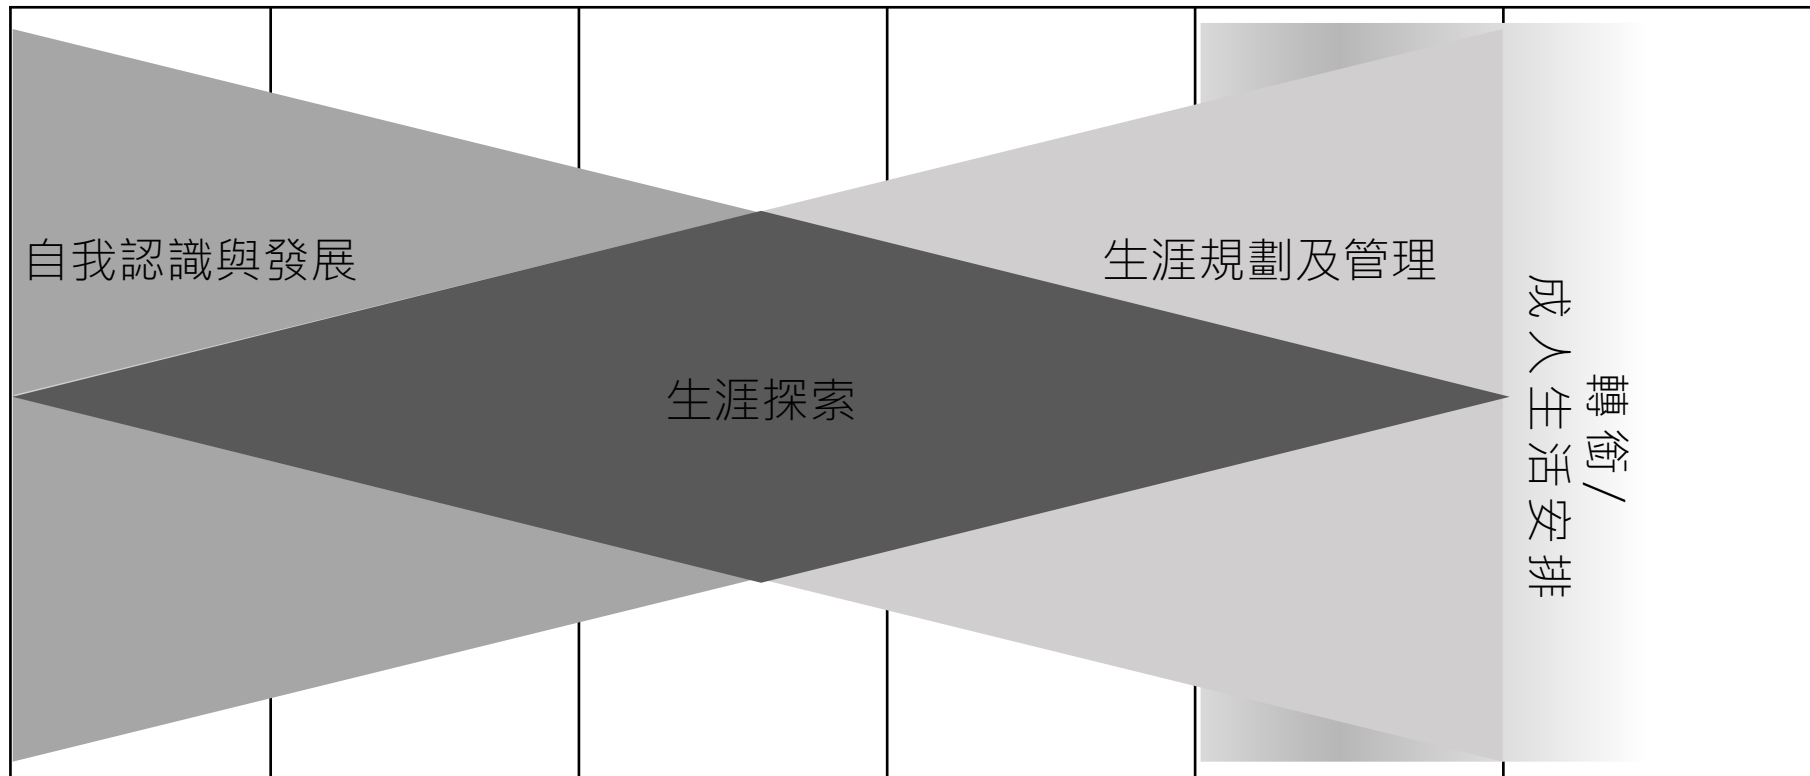 自我認識與發展
生涯規劃及管理
生涯探索
轉銜/
成人生活安排